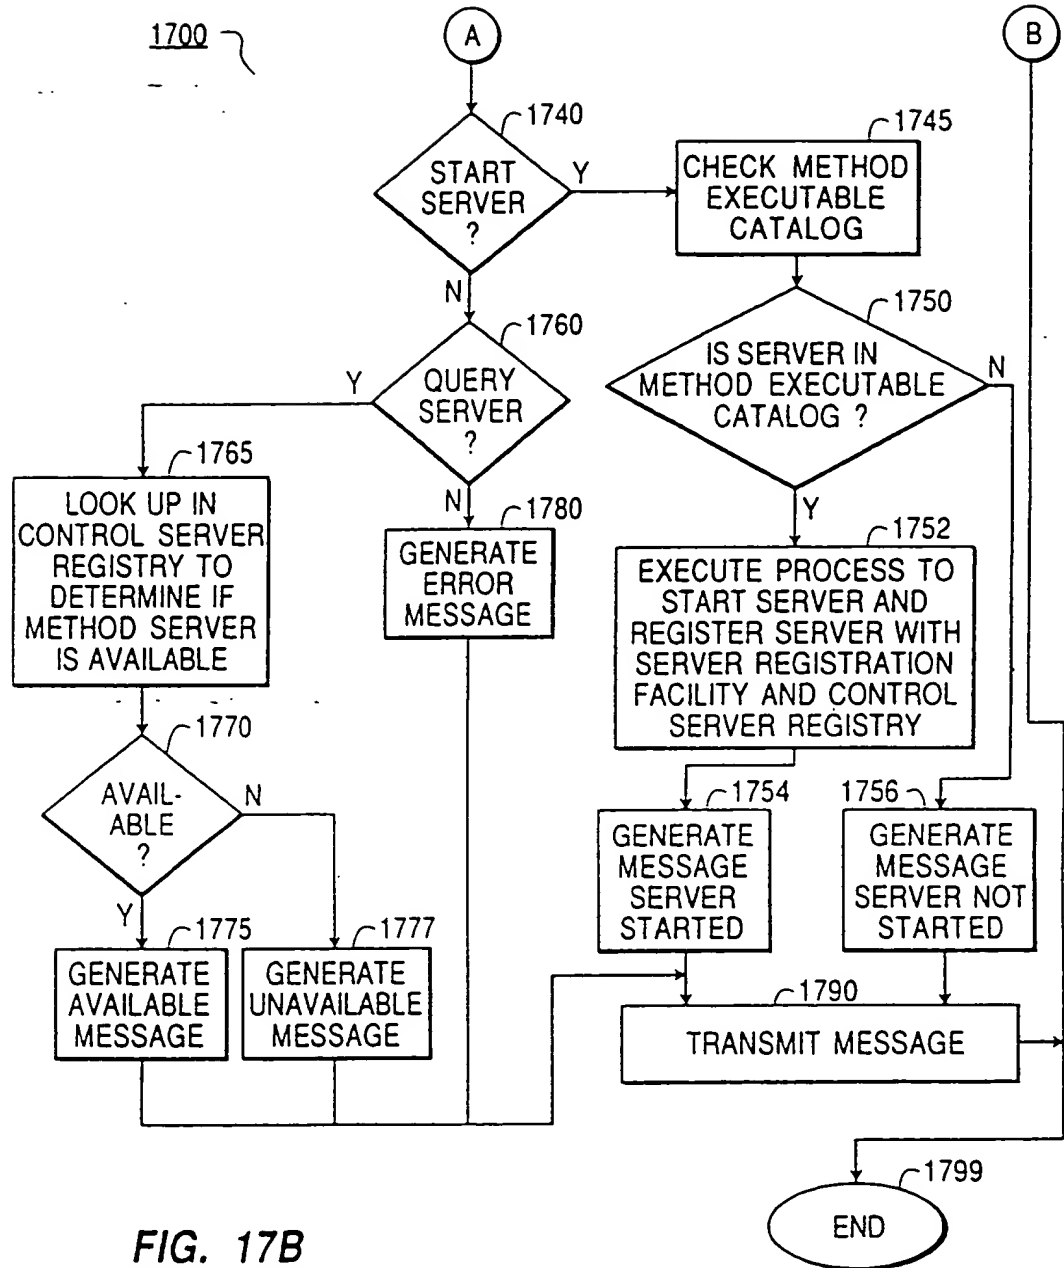 1700
A
B
1740
START
SERVER
?
Y
N
1745
CHECK METHOD
EXECUTABLE
CATALOG
1750
IS SERVER IN
METHOD EXECUTABLE
CATALOG ?
N
Y
1760
QUERY
SERVER
?
Y
N
1765
LOOK UP IN
CONTROL SERVER
REGISTRY TO
DETERMINE IF
METHOD SERVER
IS AVAILABLE
1780
GENERATE
ERROR
MESSAGE
1752
EXECUTE PROCESS TO
START SERVER AND
REGISTER SERVER WITH
SERVER REGISTRATION
FACILITY AND CONTROL
SERVER REGISTRY
1770
AVAIL-
ABLE
?
N
Y
1754
GENERATE
MESSAGE
SERVER
STARTED
1756
GENERATE
MESSAGE
SERVER NOT
STARTED
1775
GENERATE
AVAILABLE
MESSAGE
1777
GENERATE
UNAVAILABLE
MESSAGE
1790
TRANSMIT MESSAGE
1799
END
FIG. 17B